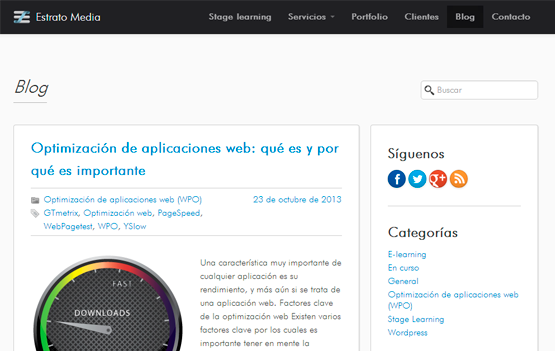 Estrato Media
Stage learning Servicios Portfolio Clientes Blog Contacto
Blog
Buscar
Optimización de aplicaciones web: qué es y por
qué es importante
Optimización de aplicaciones web (WPO) 23 de octubre de 2013
GTmetrix, Optimización web, PageSpeed,
WebPagetest, WPO, YSlow
FAST
DOWNLOADS
Una característica muy importante de
cualquier aplicación es su
rendimiento, y más aún si se trata de
una aplicación web. Factores clave
de la optimización web Existen varios
factores clave por los cuales es
importante tener en mente la
Síguenos
Categorías
E-learning
En curso
General
Optimización de aplicaciones web
(WPO)
Stage Learning
Wordpress